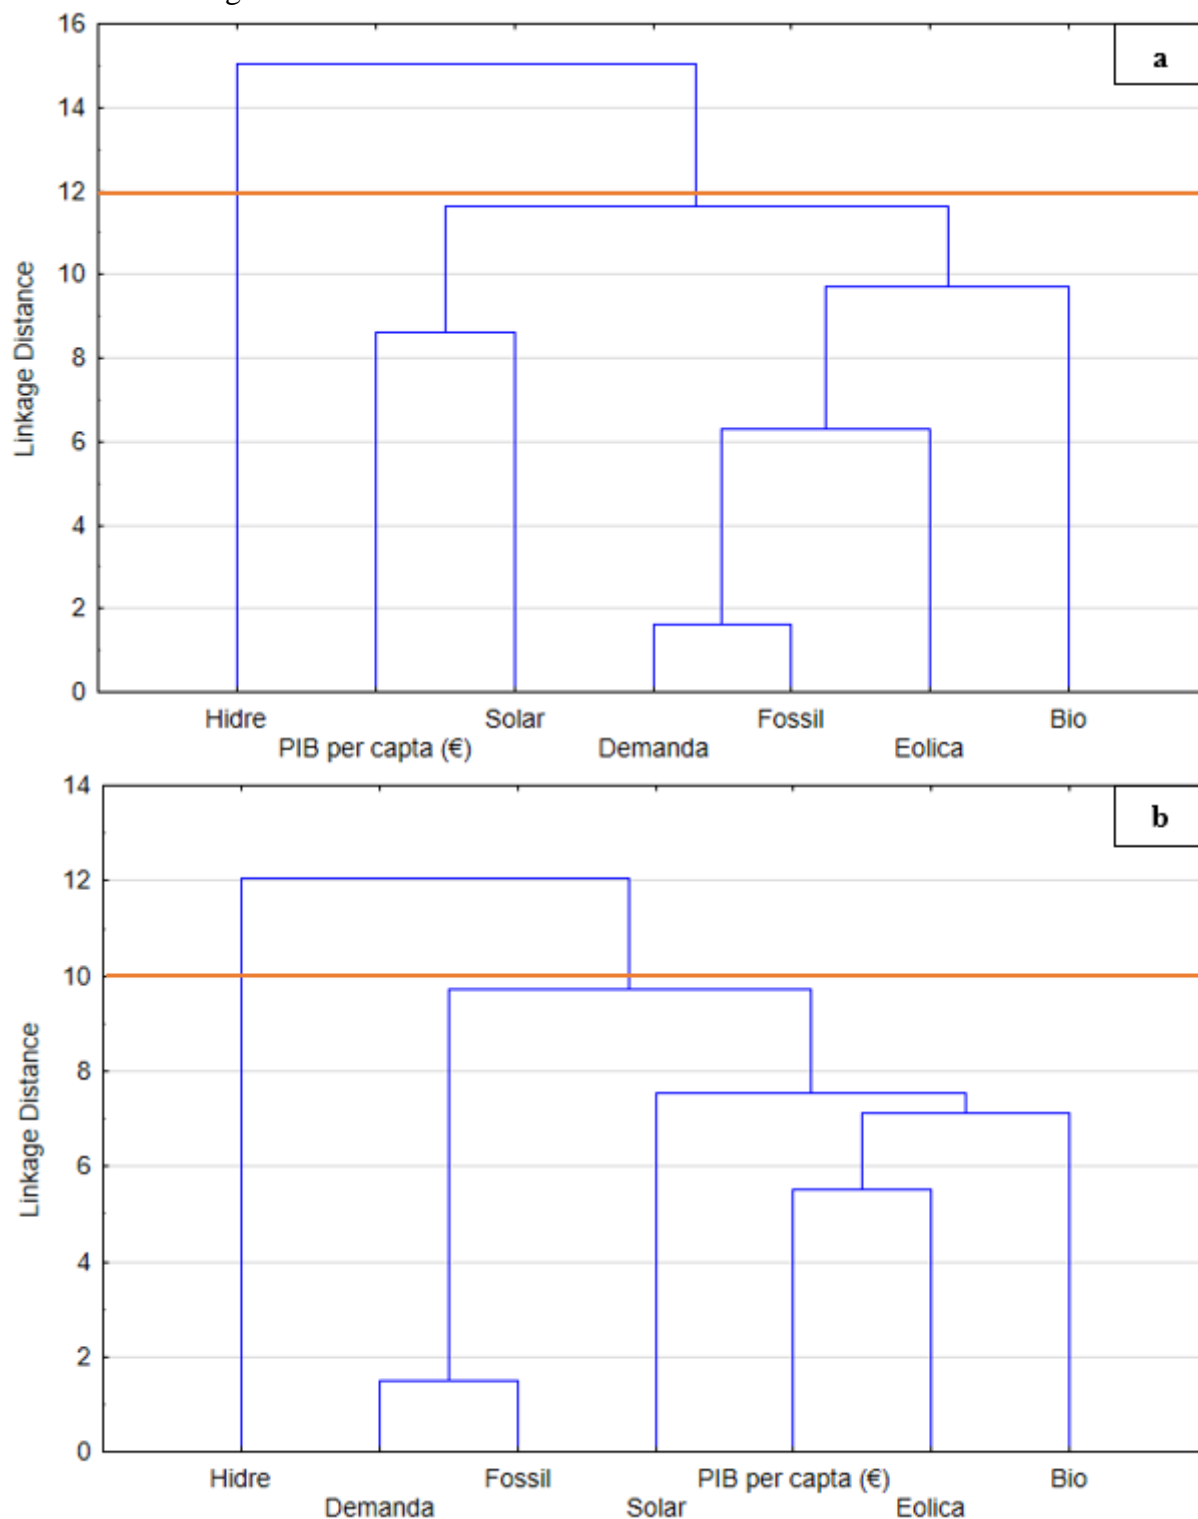 16
a
14
12
10
8
6
4
2
0
Linkage Distance
Hidre
Solar
Fossil
Bio
PIB per capta (€)
Demanda
Eolica
14
b
12
10
8
6
4
2
0
Linkage Distance
Hidre
Fossil
PIB per capta (€)
Bio
Demanda
Solar
Eolica